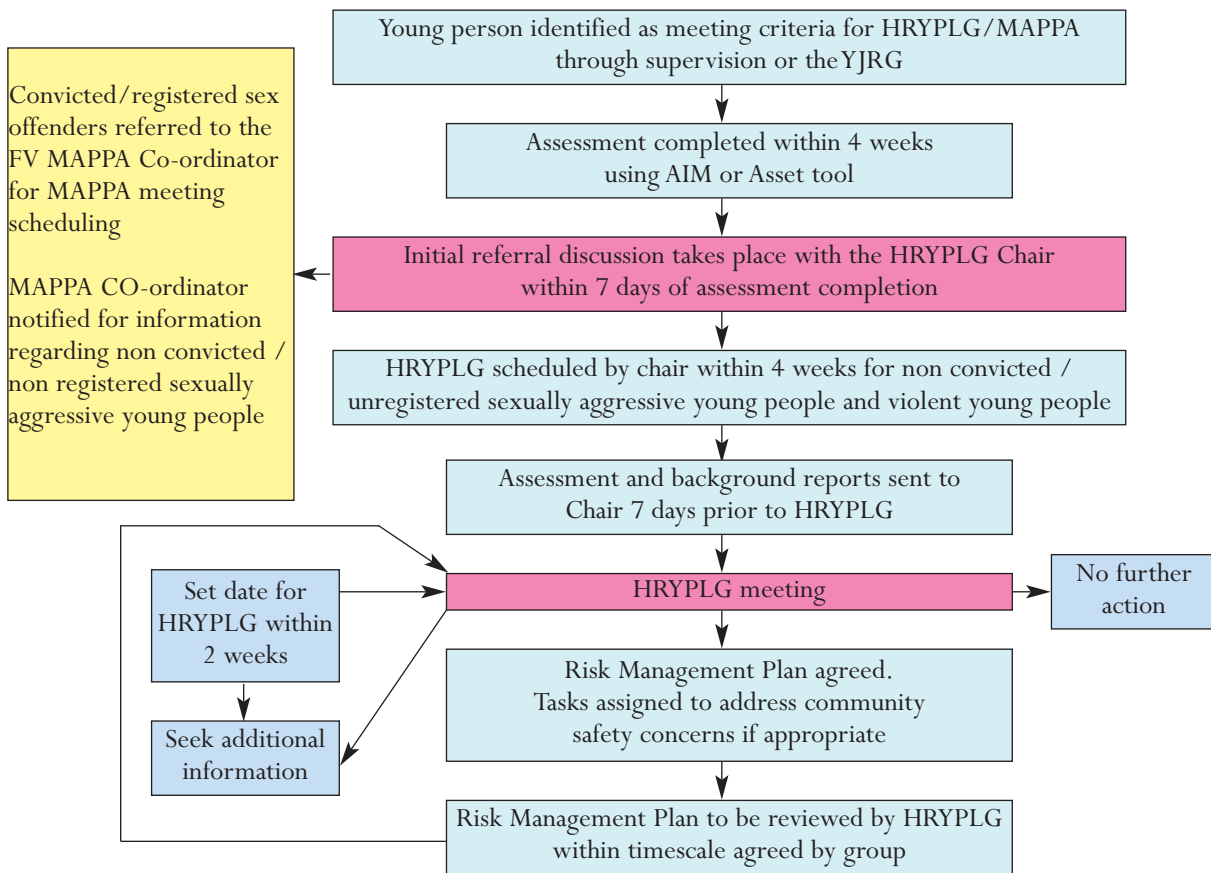 Young person identified as meeting criteria for HRYPLG/MAPPA
through supervision or the YJRG
Convicted/registered sex
offenders referred to the
FV MAPPA Co-ordinator
for MAPPA meeting
scheduling
MAPPA CO-ordinator
notified for information
regarding non convicted /
non registered sexually
aggressive young people
Assessment completed within 4 weeks
using AIM or Asset tool
Initial referral discussion takes place with the HRYPLG Chair
within 7 days of assessment completion
HRYPLG scheduled by chair within 4 weeks for non convicted /
unregistered sexually aggressive young people and violent young people
Assessment and background reports sent to
Chair 7 days prior to HRYPLG
Set date for
HRYPLG within
2 weeks
HRYPLG meeting
No further
action
Seek additional
information
Risk Management Plan agreed.
Tasks assigned to address community
safety concerns if appropriate
Risk Management Plan to be reviewed by HRYPLG
within timescale agreed by group